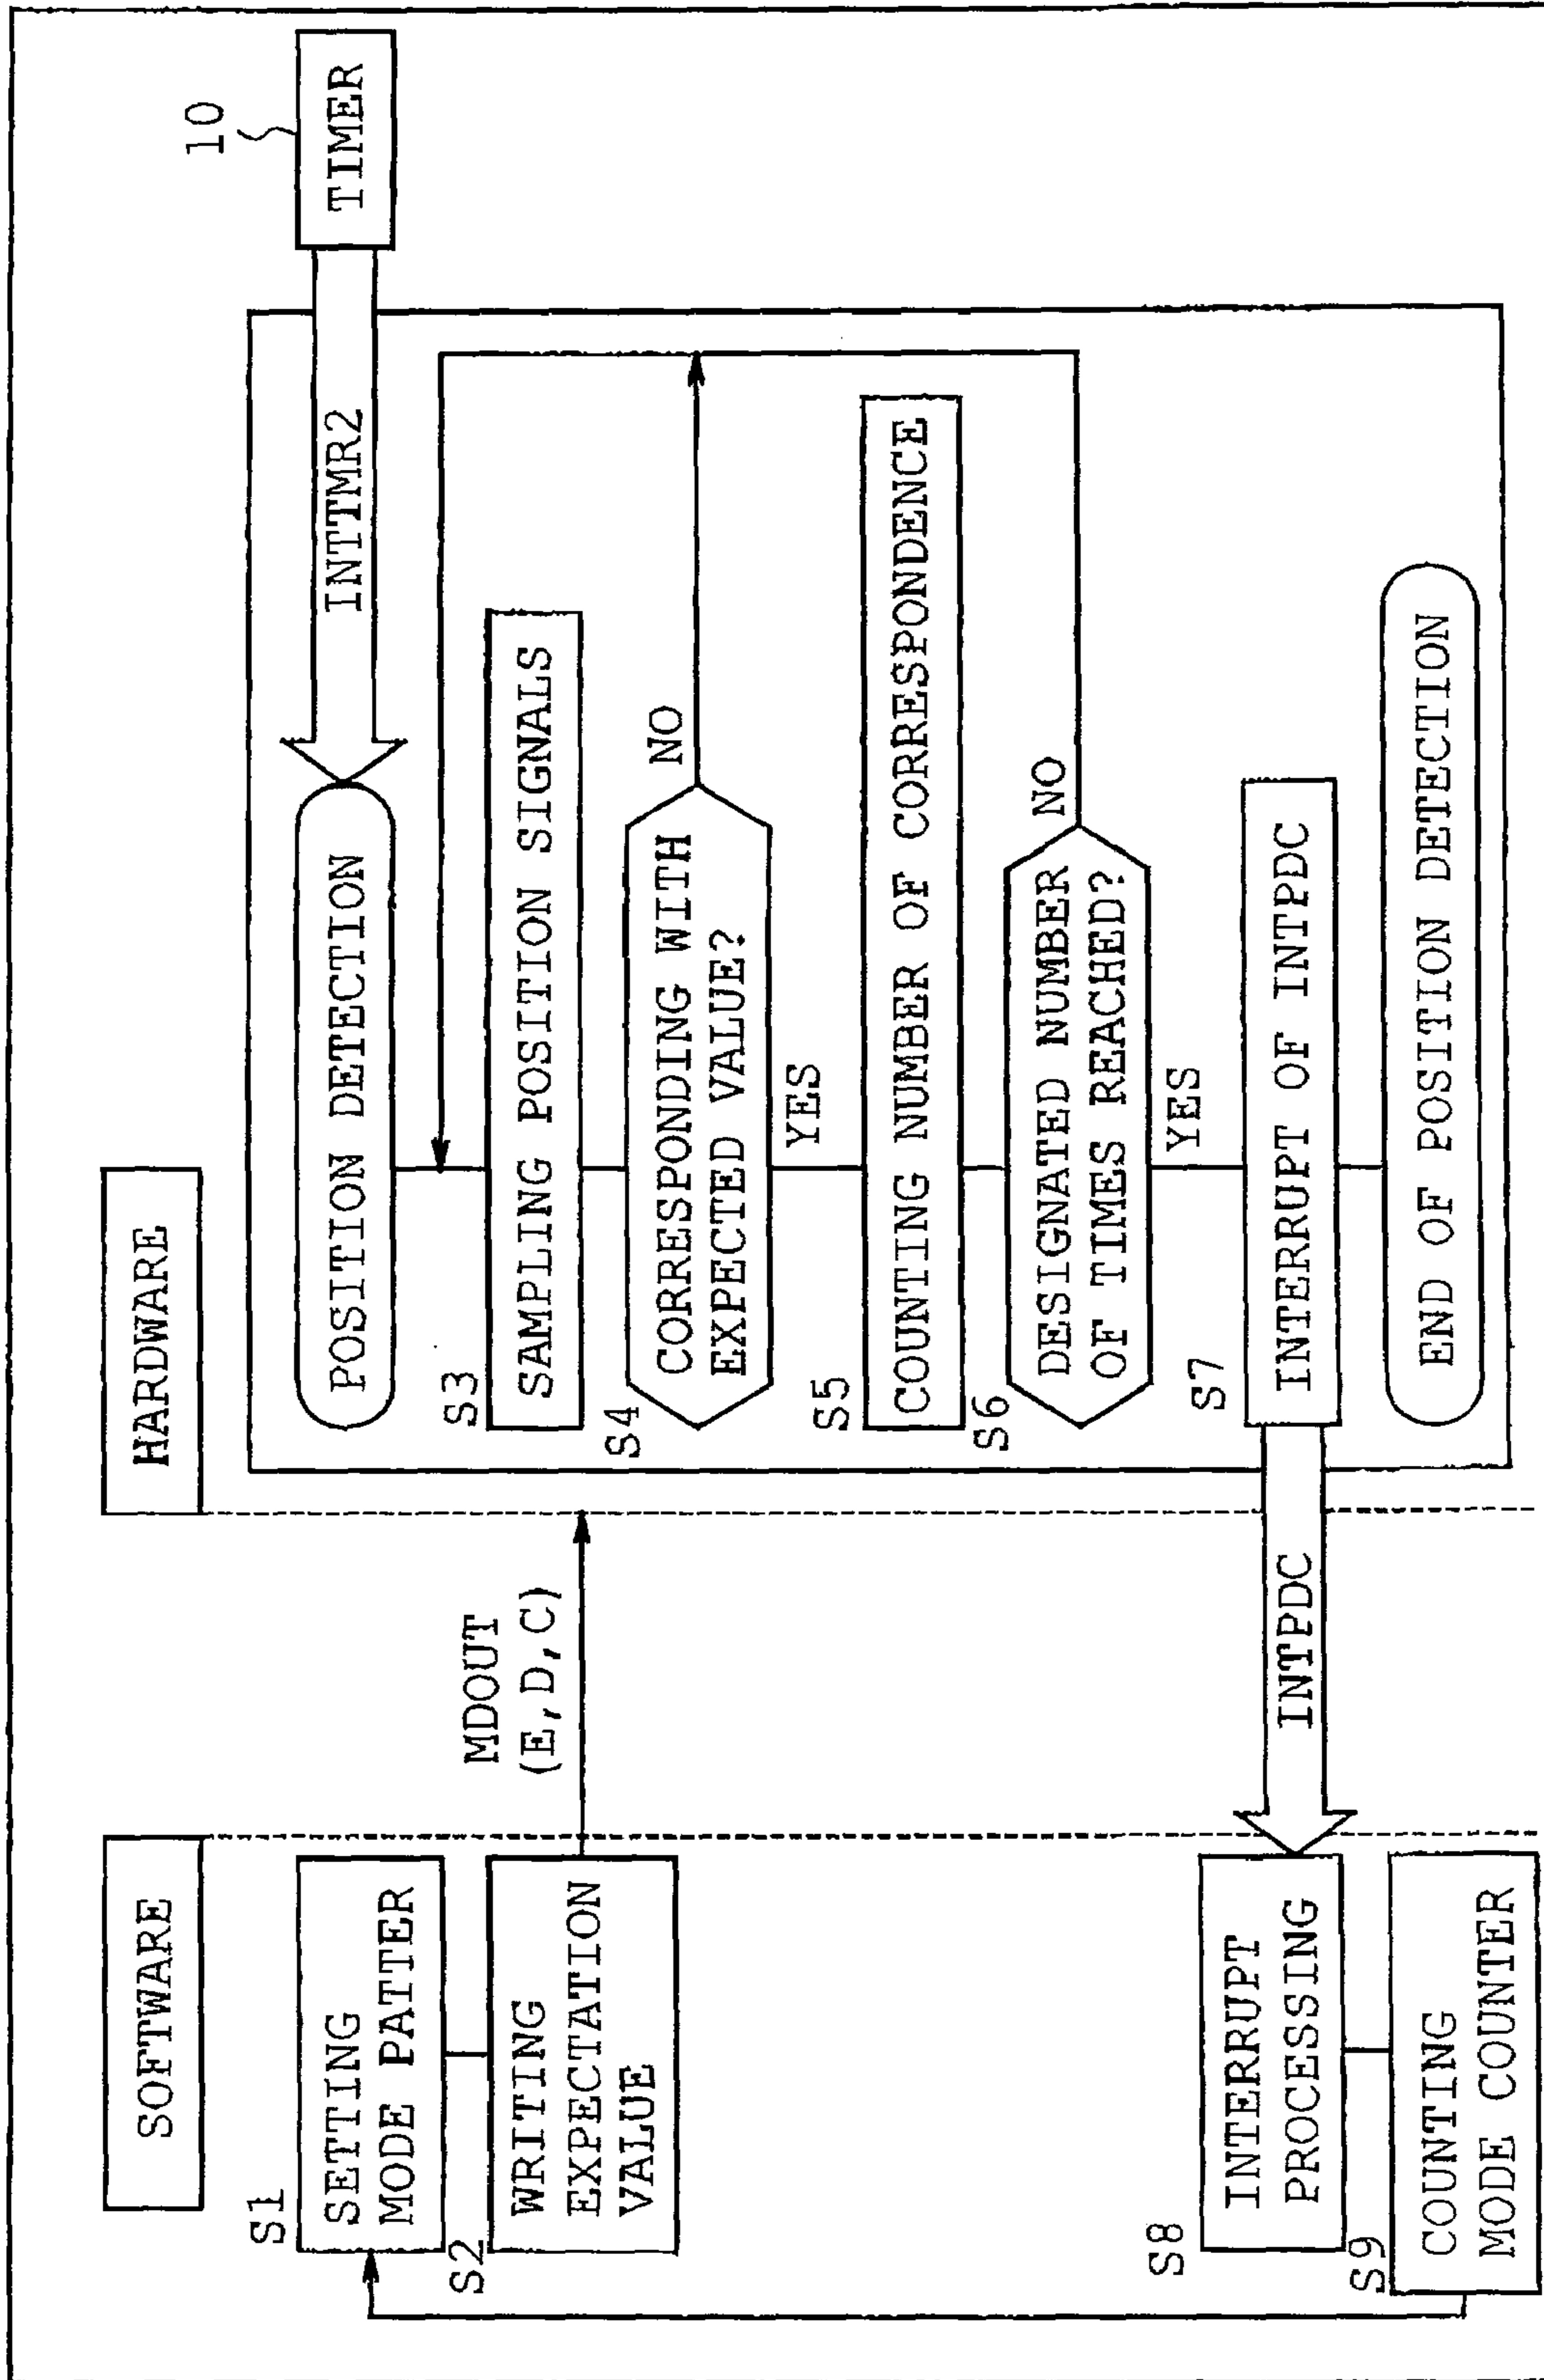 SOFTWARE
S1
SETTING
MODE PATTER
S2
WRITING
EXPECTATION
VALUE
MDOUT
(E,D,C)
HARDWARE
10
TIMER
INTTMR2
POSITION DETECTION
S3
SAMPLING POSITION SIGNALS
S4
CORRESPONDING WITH
EXPECTED VALUE?
NO
YES
S5
COUNTING NUMBER OF CORRESPONDENCE
S6
DESIGNATED NUMBER
OF TIMES REACHED?
NO
YES
S7
INTERRUPT OF INTPDC
END OF POSITION DETECTION
INTPDC
S8
INTERRUPT
PROCESSING
S9
COUNTING
MODE COUNTER